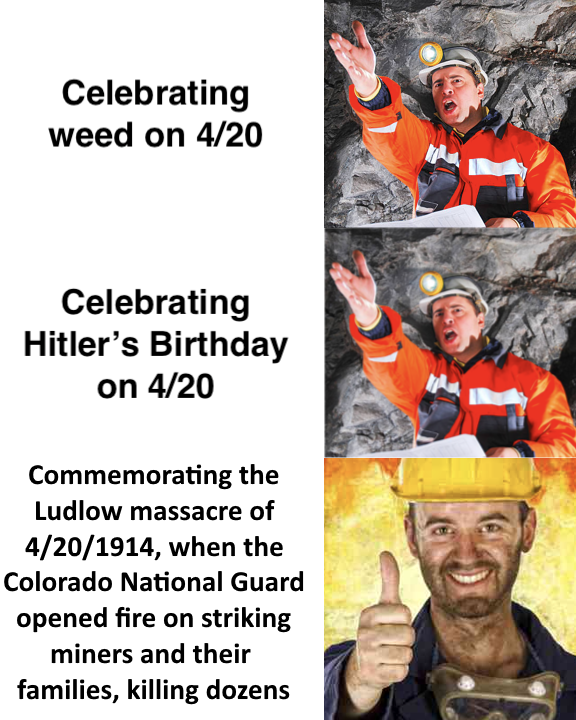 Celebrating
weed on 4/20
Celebrating
Hitler’s Birthday
on 4/20
Commemorating the
Ludlow massacre of
4/20/1914, when the
Colorado National Guard
opened fire on striking
miners and their
families, killing dozens